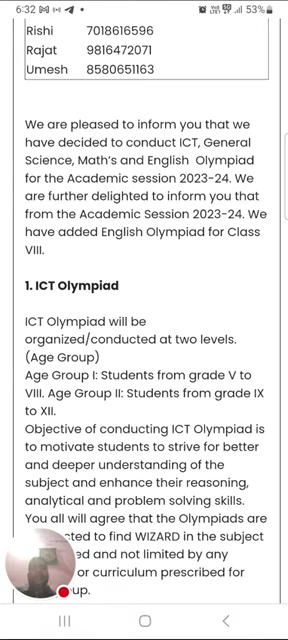 6:32
53%
Rishi 7018616596
Rajat 9816472071
Umesh 8580651163
We are pleased to inform you that we
have decided to conduct ICT, General
Science, Math's and English Olympiad
for the Academic session 2023-24. We
are further delighted to inform you that
from the Academic Session 2023-24. We
have added English Olympiad for Class
VIII.
1. ICT Olympiad
ICT Olympiad will be
organized/conducted at two levels.
(Age Group)
Age Group I: Students from grade V to
VIII. Age Group II: Students from grade IX
to XII.
Objective of conducting ICT Olympiad is
to motivate students to strive for better
and deeper understanding of the
subject and enhance their reasoning,
analytical and problem solving skills.
You all will agree that the Olympiads are
cted to find WIZARD in the subject
ed and not limited by any
or curriculum prescribed for
up.